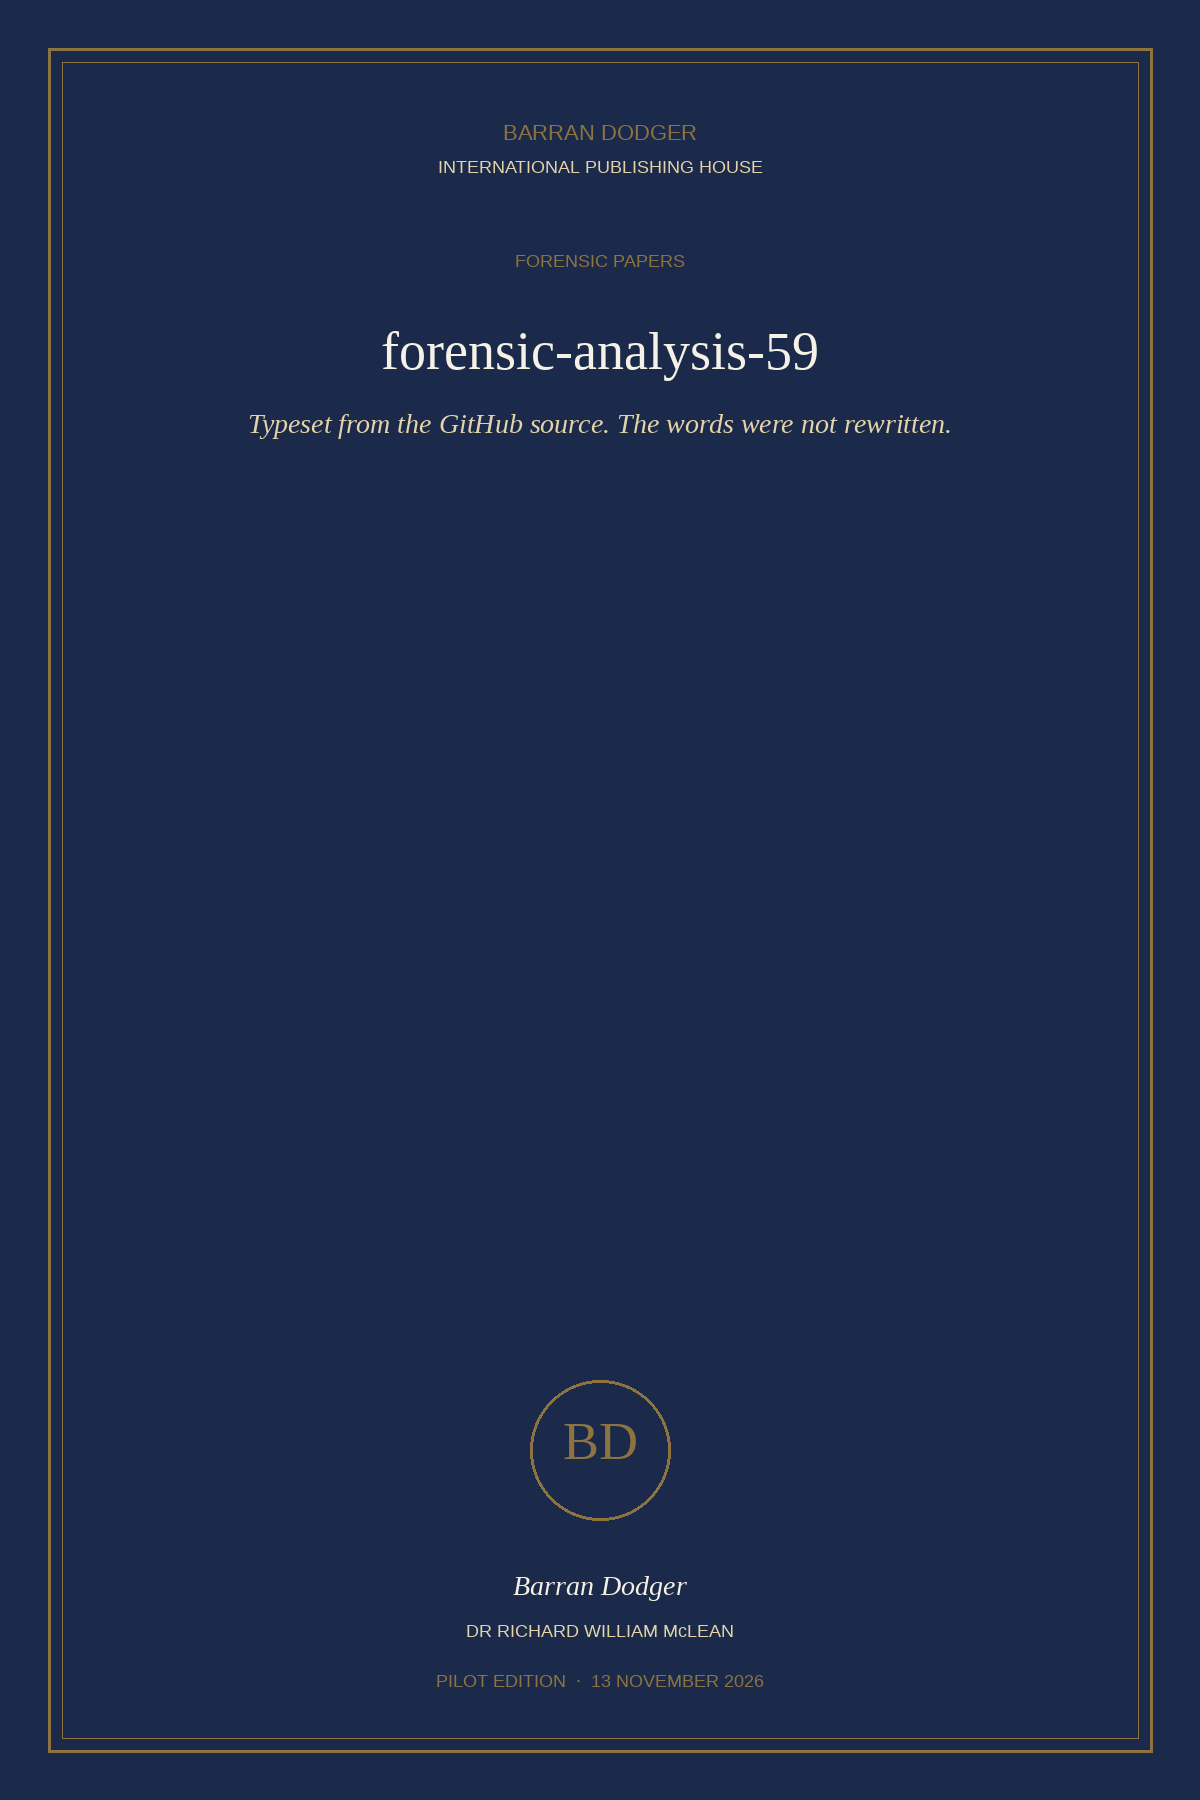 BARRAN DODGER
INTERNATIONAL PUBLISHING HOUSE
FORENSIC PAPERS
forensic-analysis-59
Typeset from the GitHub source. The words were not rewritten.
BD
Barran Dodger
DR RICHARD WILLIAM McLEAN
PILOT EDITION · 13 NOVEMBER 2026